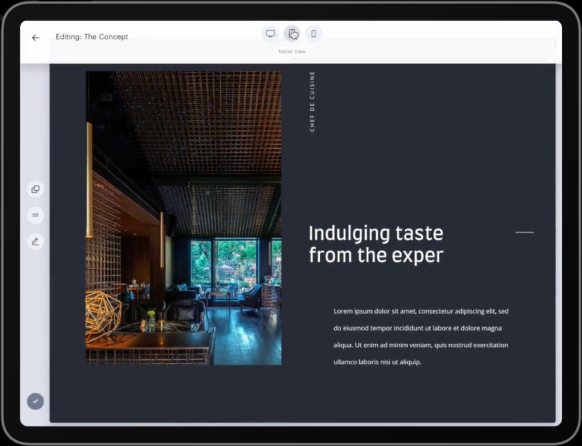 Editing: The Concept
Tablet view
CHEF DE CUISINE
Indulging taste
from the exper
Lorem ipsum dolor sit amet, consectetur adipiscing elit, sed
do eiusmod tempor incididunt ut labore et dolore magna
aliqua. Ut enim ad minim veniam, quis nostrud exercitation
ullamco laboris nisi ut aliquip.